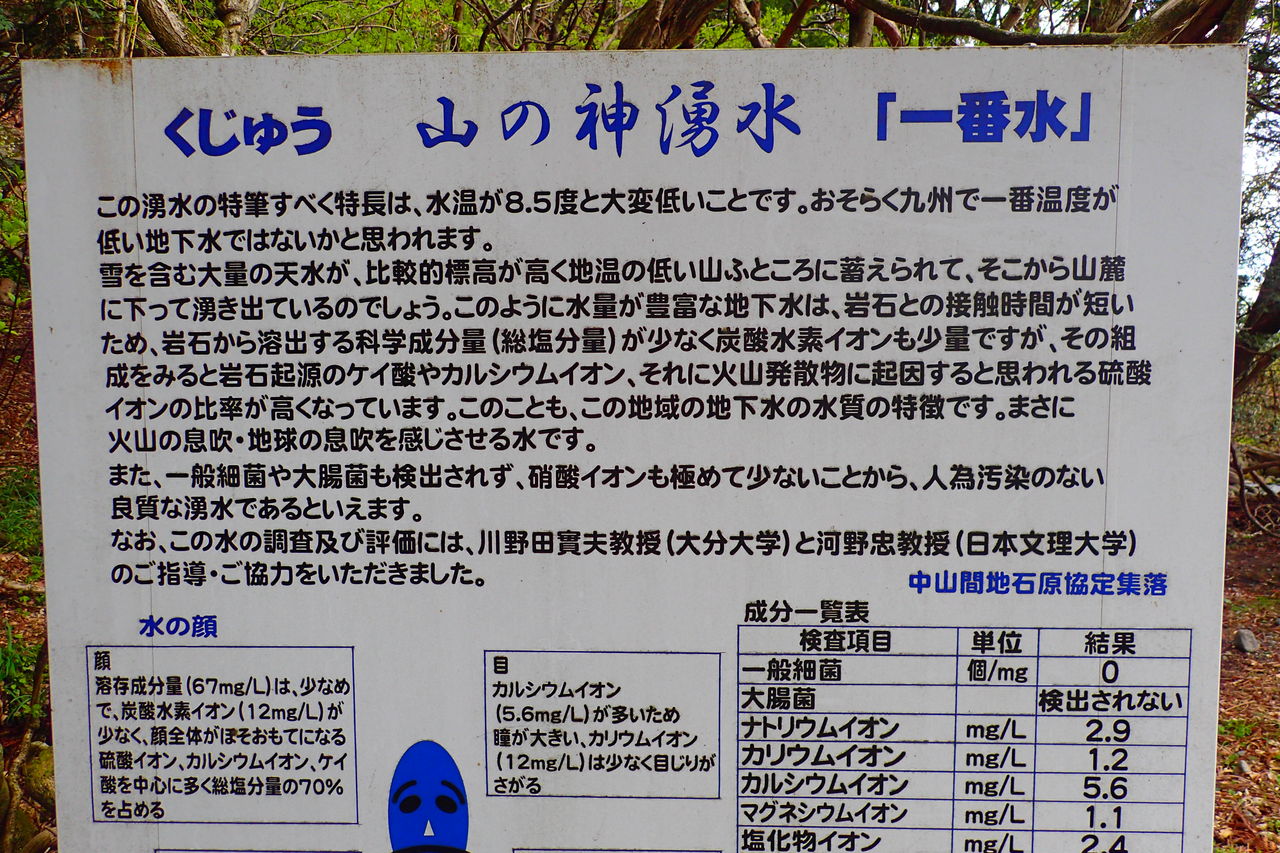 くじゅう 山の神湧水 「一番水」
この湧水の特筆すべく特長は、水温が8.5度と大変低いことです。おそらく九州で一番温度が
低い地下水ではないかと思われます。
雪を含む大量の天水が、比較的標高が高く地温の低い山ふところに蓄えられて、そこから山麓
に下って湧き出ているのでしょう。このように水量が豊富な地下水は、岩石との接触時間が短い
ため、岩石から溶出する科学成分量(総塩分量)が少なく炭酸水素イオンも少量ですが、その組
成をみると岩石起源のケイ酸やカルシウムイオン、それに火山発散物に起因すると思われる硫酸
イオンの比率が高くなっています。このことも、この地域の地下水の水質の特徴です。まさに
火山の息吹・地球の息吹を感じさせる水です。
また、一般細菌や大腸菌も検出されず、硝酸イオンも極めて少ないことから、人為汚染のない
良質な湧水であるといえます。
なお、この水の調査及び評価には、川野田實夫教授(大分大学)と河野忠教授(日本文理大学)
のご指導・ご協力をいただきました。
中山間地石原協定集落
水の顔
顔
溶存成分量(67mg/L)は、少なめ
で、炭酸水素イオン(12mg/L)が
少なく、顔全体がほそおもてになる
硫酸イオン、カルシウムイオン、ケイ
酸を中心に多く総塩分量の70%
を占める
目
カルシウムイオン
(5.6mg/L)が多いため
瞳が大きい、カリウムイオン
(12mg/L)は少なく目じりが
さがる
成分一覧表
検査項目 単位 結果
一般細菌 個/mg 0
大腸菌 検出されない
ナトリウムイオン mg/L 2.9
カリウムイオン mg/L 1.2
カルシウムイオン mg/L 5.6
マグネシウムイオン mg/L 1.1
塩化物イオン mg/L 2.4